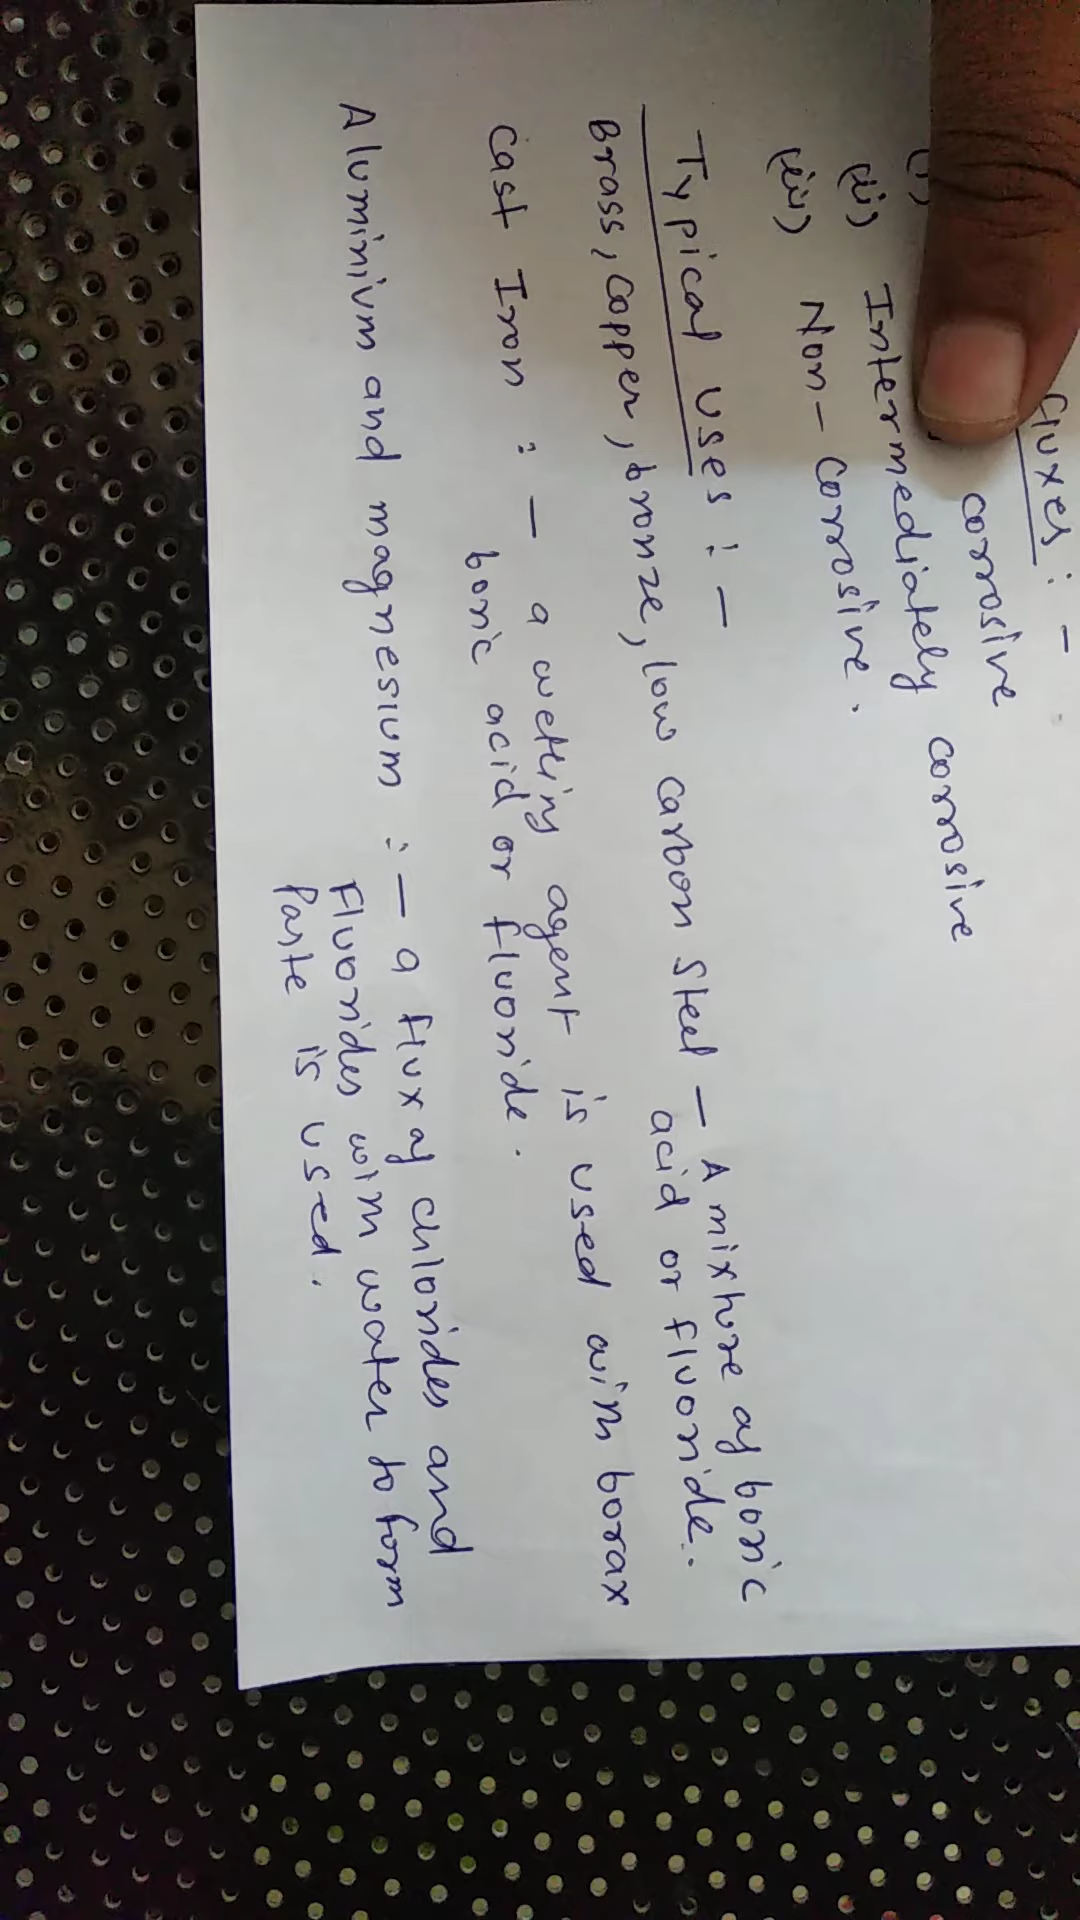 fluxes : -
corrosive
(ii) Intermediately corrosive
(iii) Non - Corrosive.
Typical uses : -
Brass, Copper, bronze, low carbon steel - A mixture of boric
acid or fluoride.
Cast Iron : - a wetting agent is used with borax
boric acid or fluoride.
Aluminium and magnesium : - a flux of chlorides and
Fluorides with water to form
Paste is used.